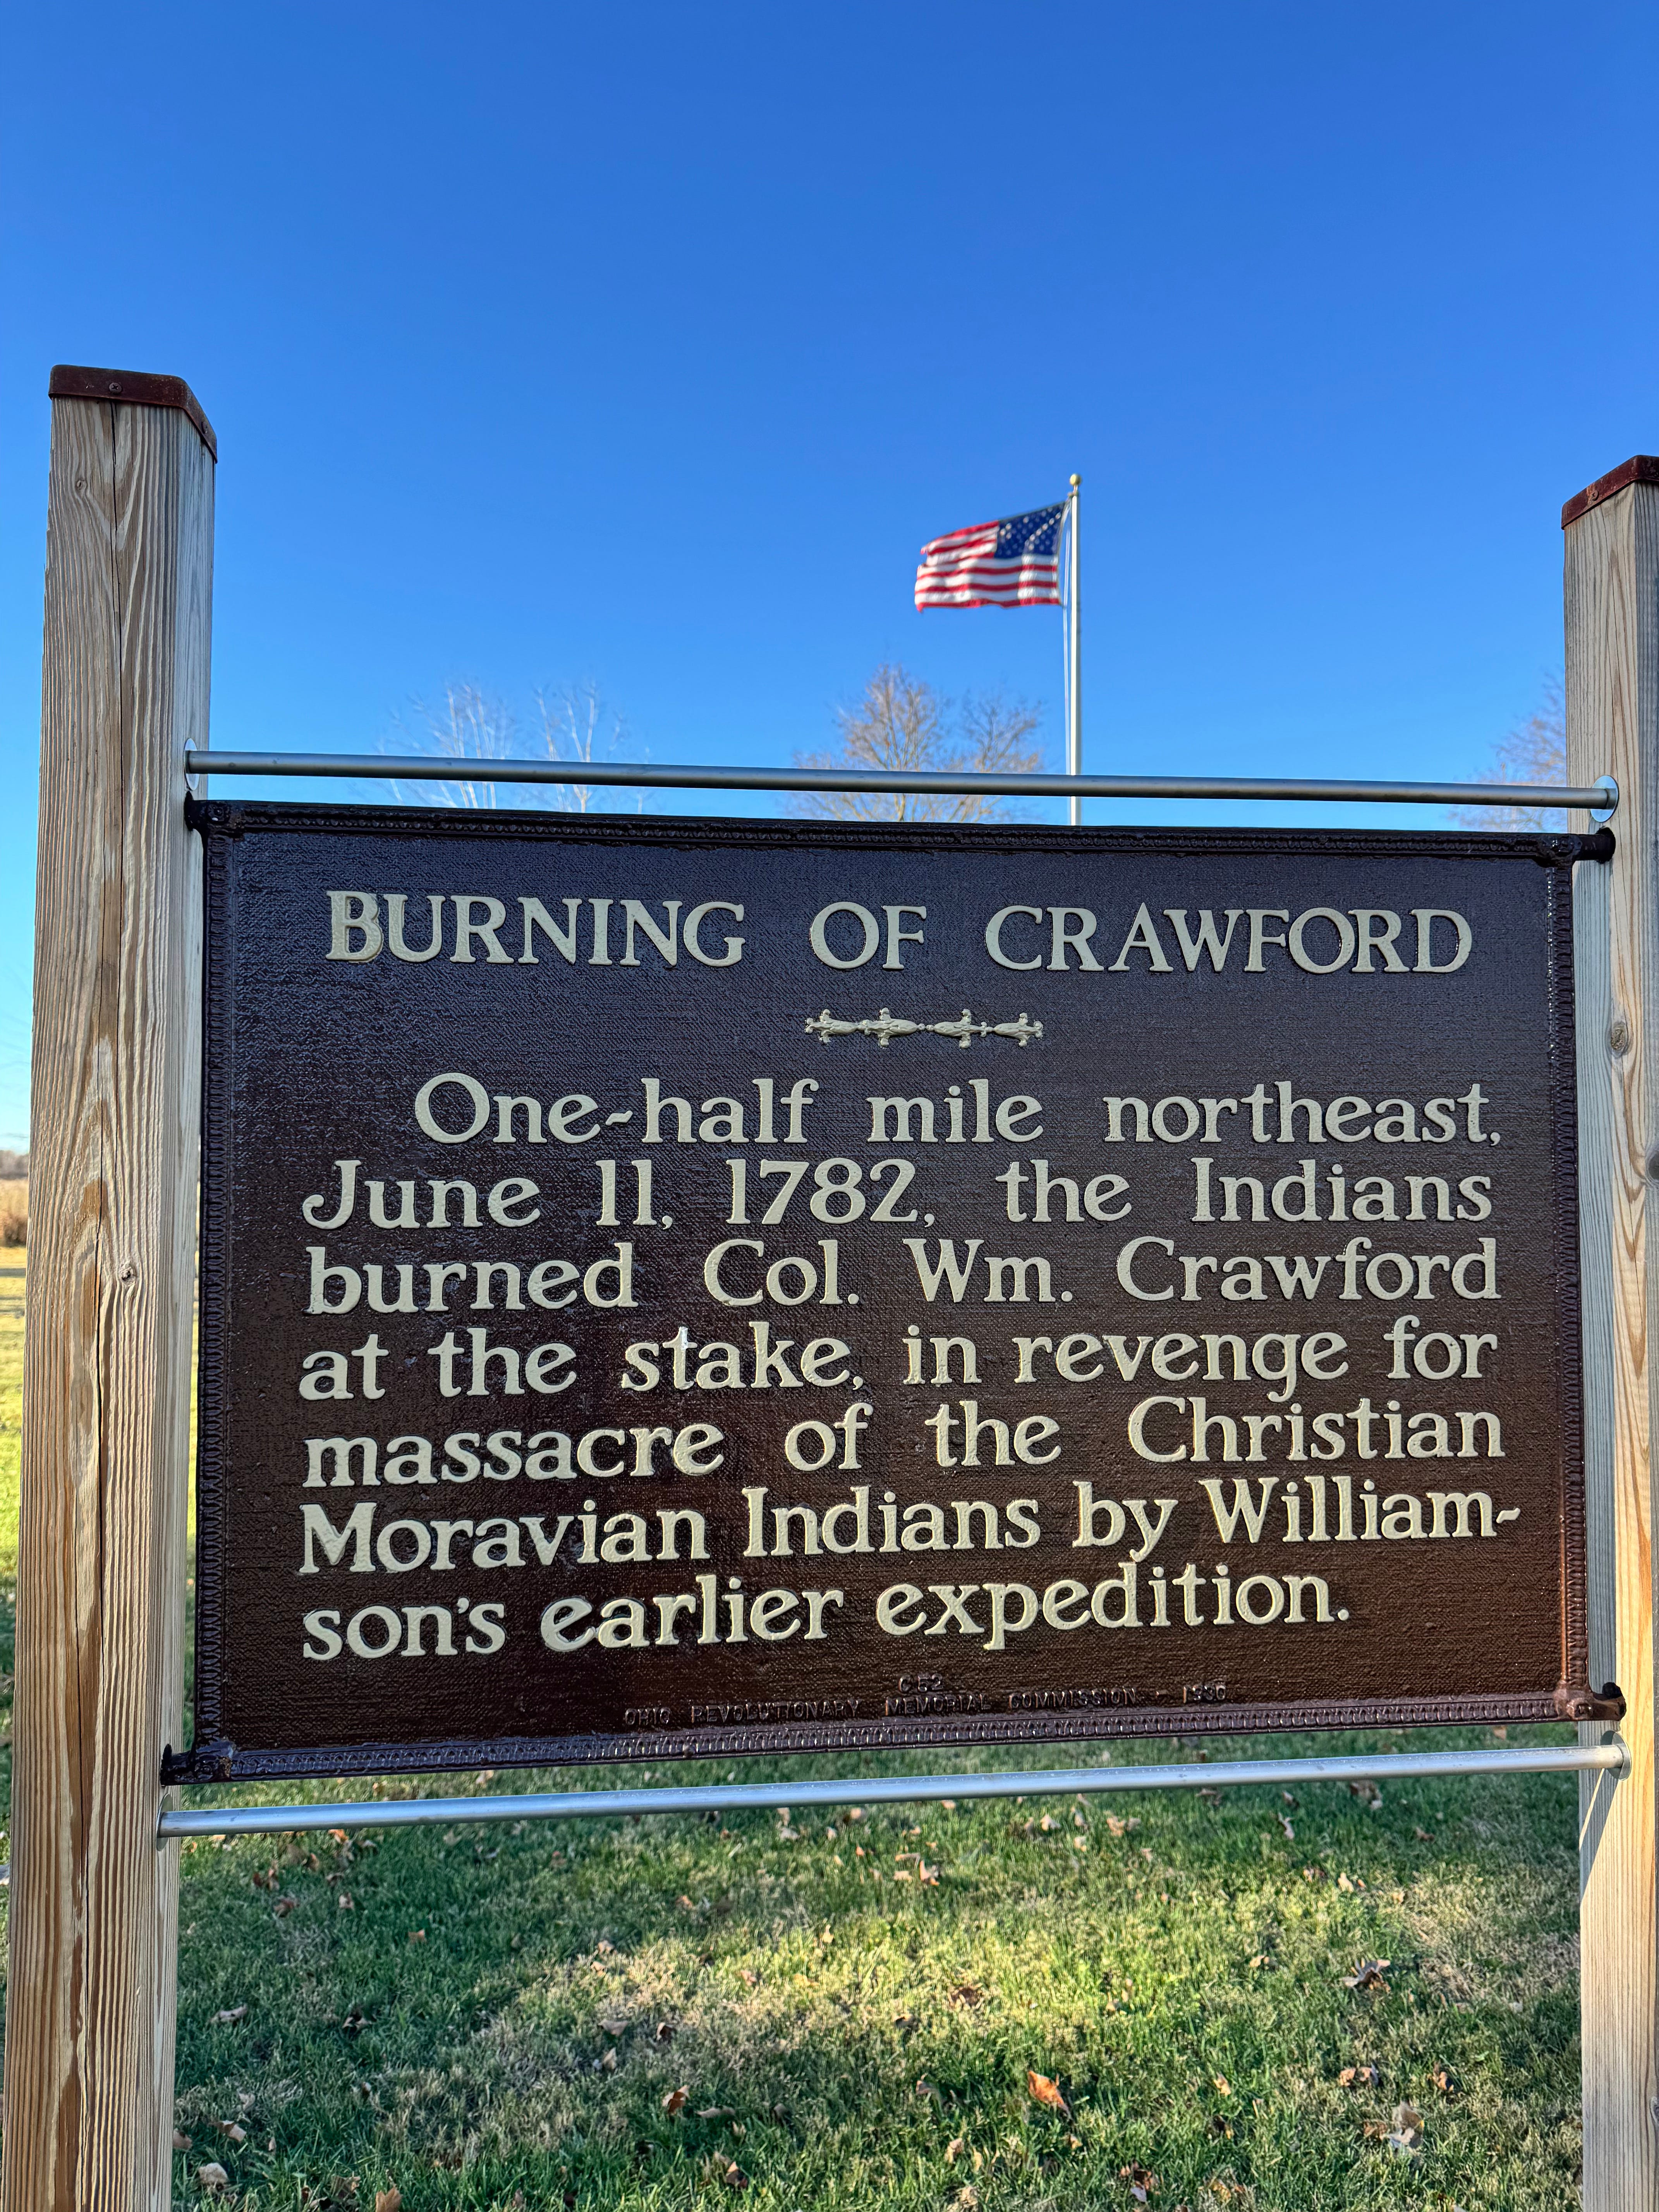 BURNING OF CRAWFORD
One-half mile northeast,
June 11, 1782, the Indians
burned Col. Wm. Crawford
at the stake, in revenge for
massacre of the Christian
Moravian Indians by William-
son's earlier expedition.
C 52
OHIO REVOLUTIONARY MEMORIAL COMMISSION - 1930